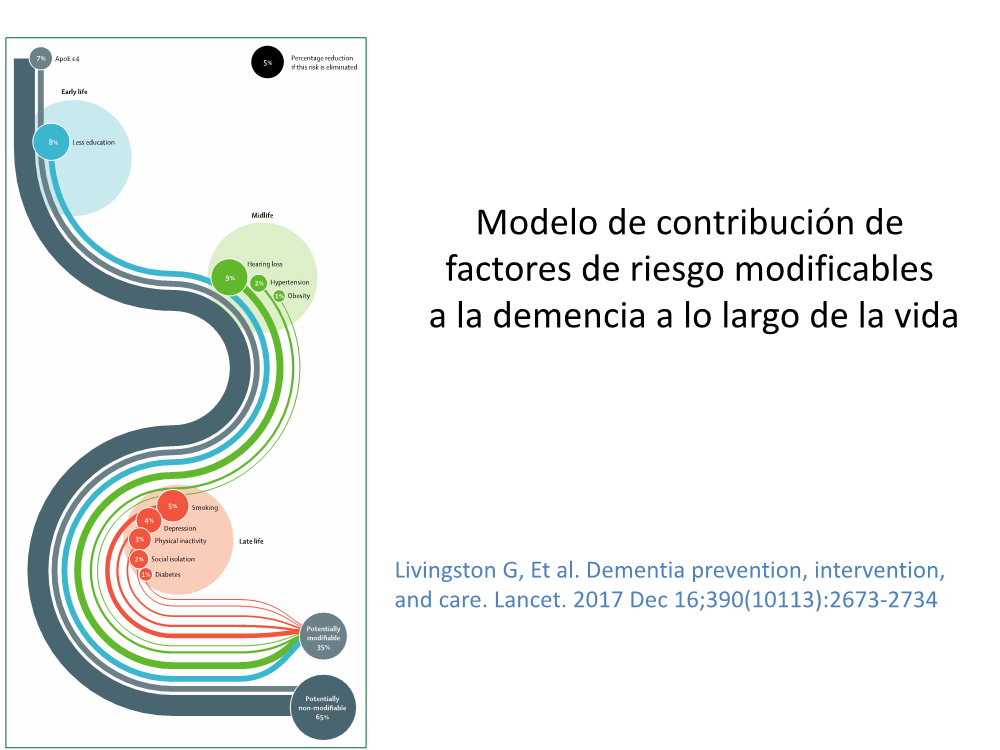 7% ApoE ε4
5% Percentage reduction
if this risk is eliminated
Early life
8% Less education
Midlife
Hearing loss
9%
2% Hypertension
1% Obesity
5% Smoking
4%
Depression
3% Physical inactivity
Late life
2% Social isolation
1% Diabetes
Potentially
modifiable
35%
Potentially
non-modifiable
65%
Modelo de contribución de
factores de riesgo modificables
a la demencia a lo largo de la vida
Livingston G, Et al. Dementia prevention, intervention,
and care. Lancet. 2017 Dec 16;390(10113):2673-2734